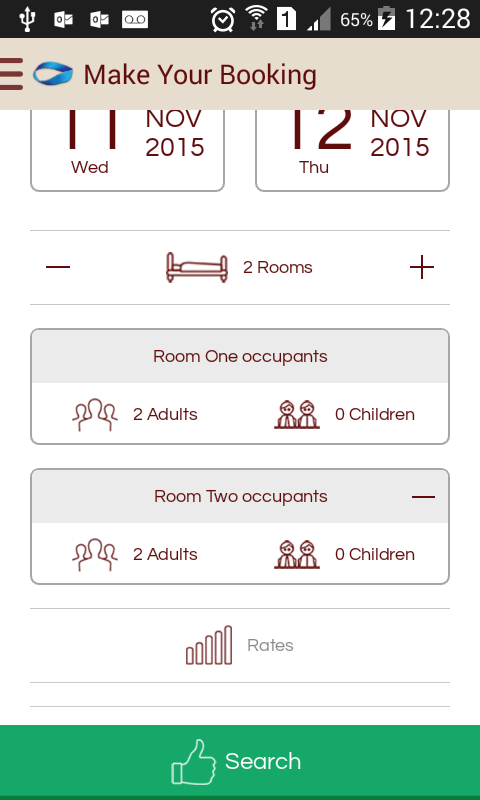 1 65% 12:28
Make Your Booking
11 NOV 2015 Wed
12 NOV 2015 Thu
2 Rooms
Room One occupants
2 Adults 0 Children
Room Two occupants
2 Adults 0 Children
Rates
Search